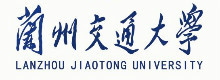 蘭州交通大學
LANZHOU JIAOTONG UNIVERSITY